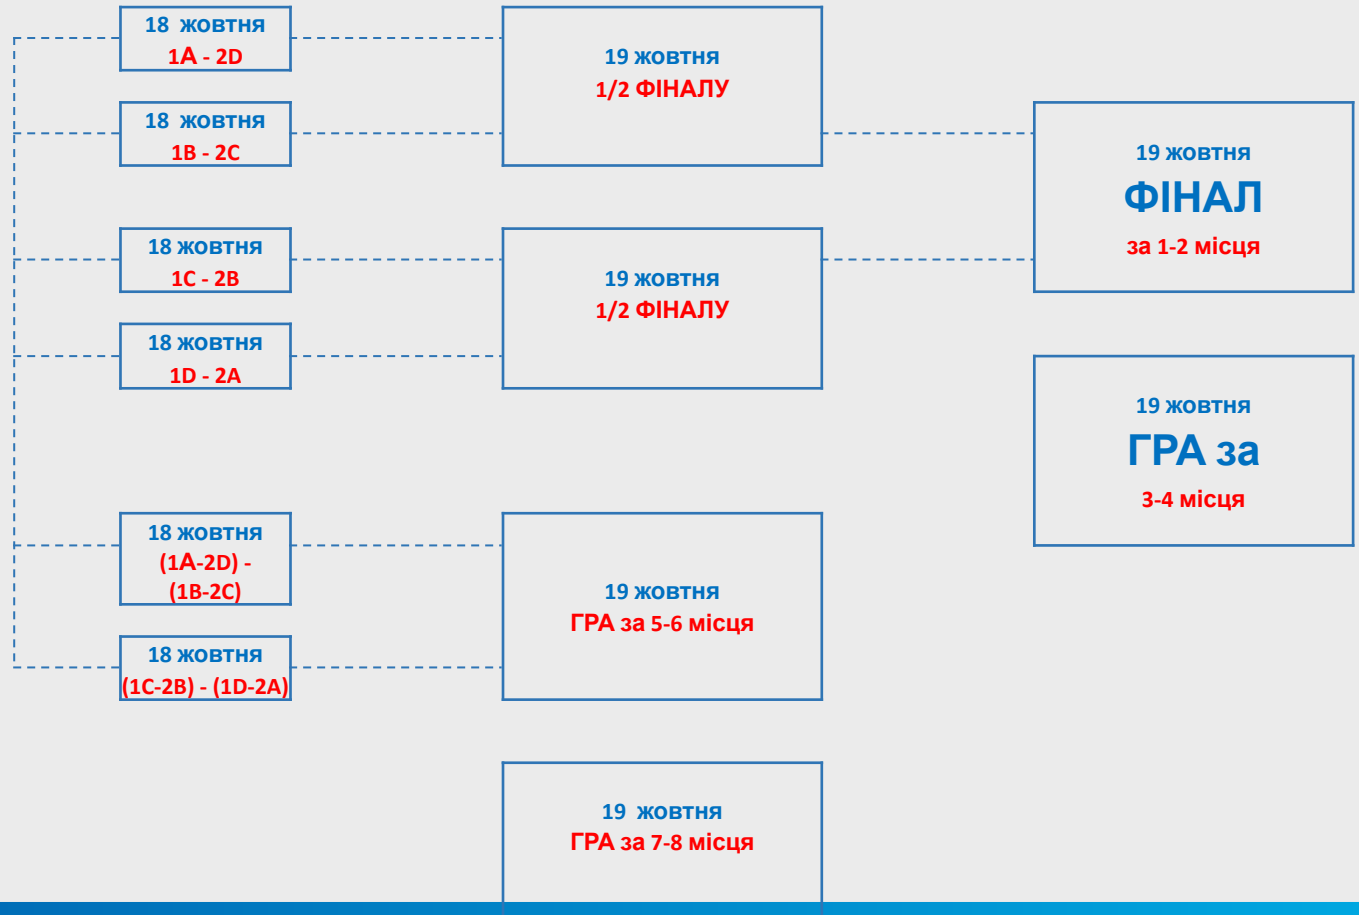 18 жовтня
1А - 2D
18 жовтня
1B - 2C
18 жовтня
1C - 2B
18 жовтня
1D - 2A
18 жовтня
(1А-2D) -
(1B-2C)
18 жовтня
(1C-2B) - (1D-2A)
19 жовтня
1/2 ФІНАЛУ
19 жовтня
1/2 ФІНАЛУ
19 жовтня
ГРА за 5-6 місця
19 жовтня
ГРА за 7-8 місця
19 жовтня
ФІНАЛ
за 1-2 місця
19 жовтня
ГРА за
3-4 місця